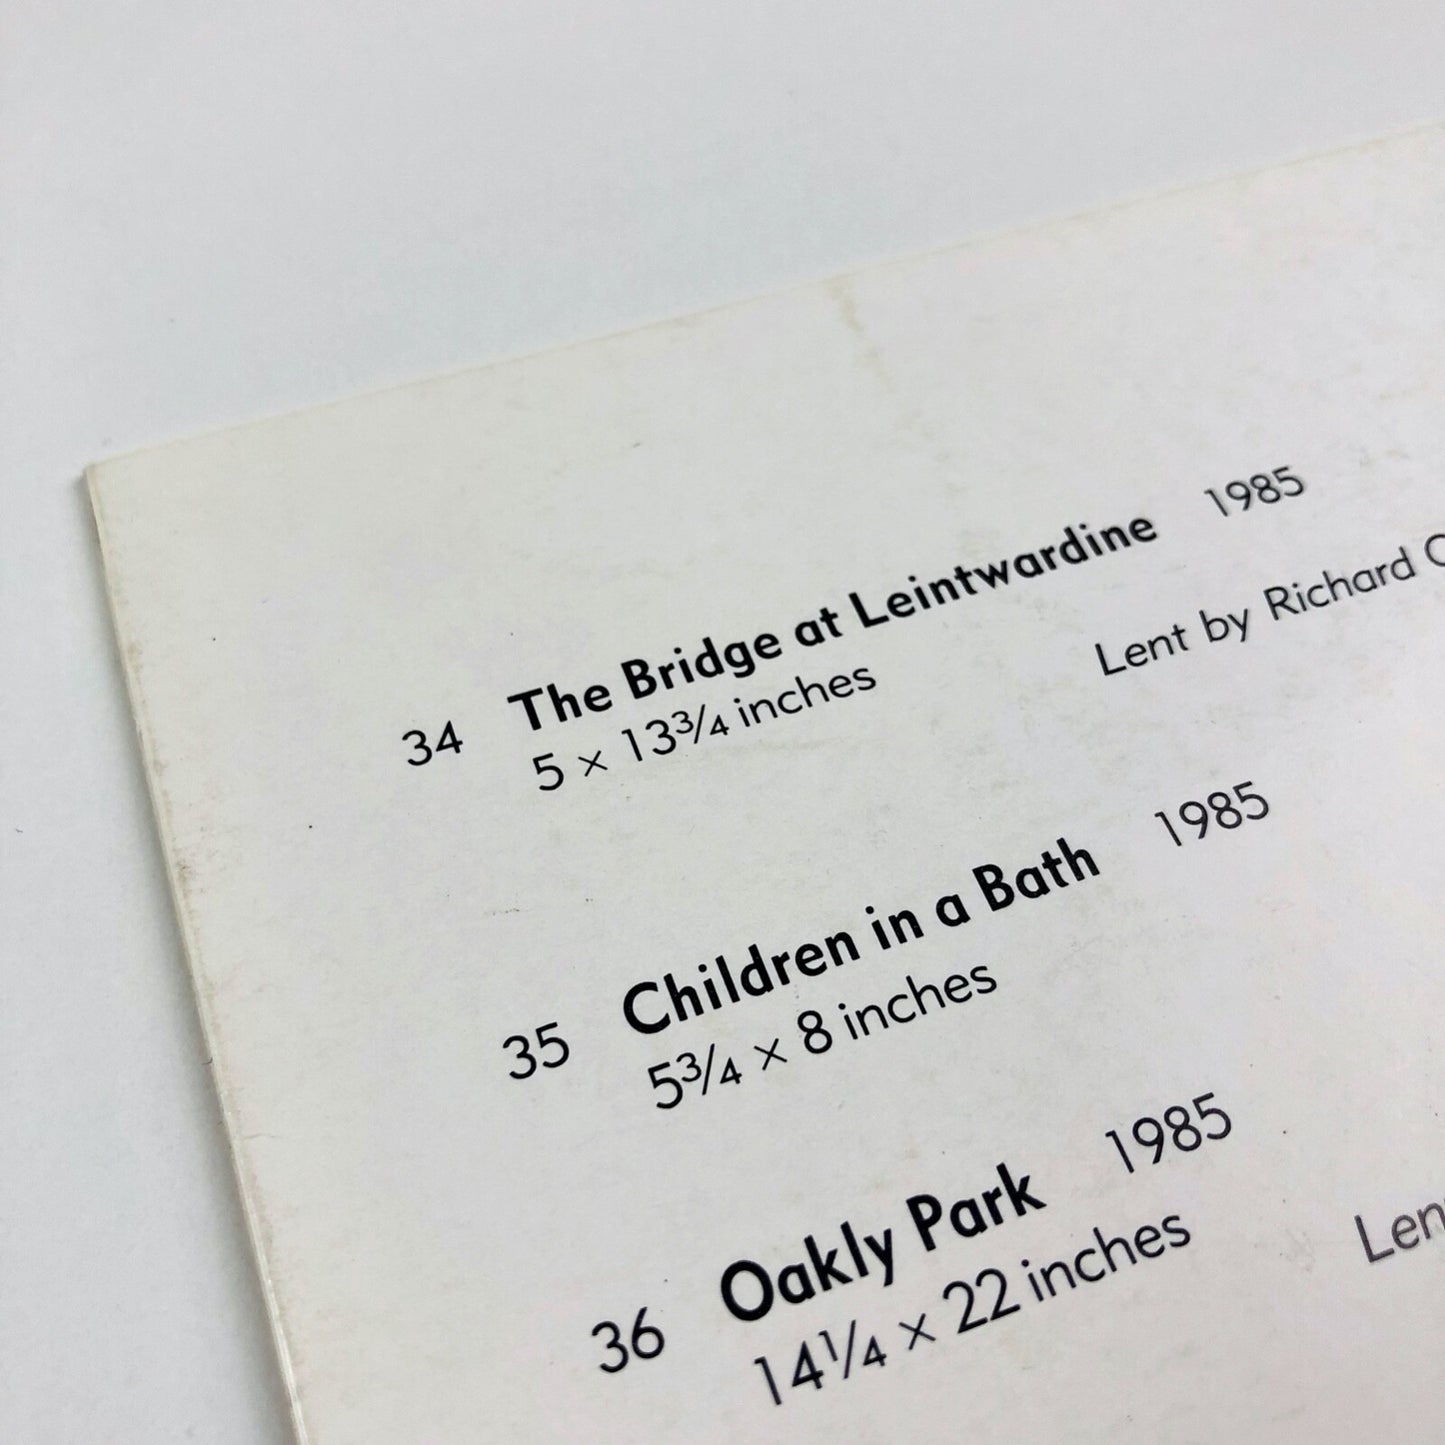 34 The Bridge at Leintwardine 1985
5 × 13¾ inches Lent by Richard
35 Children in a Bath 1985
5¾ × 8 inches
36 Oakly Park 1985
14¼ × 22 inches